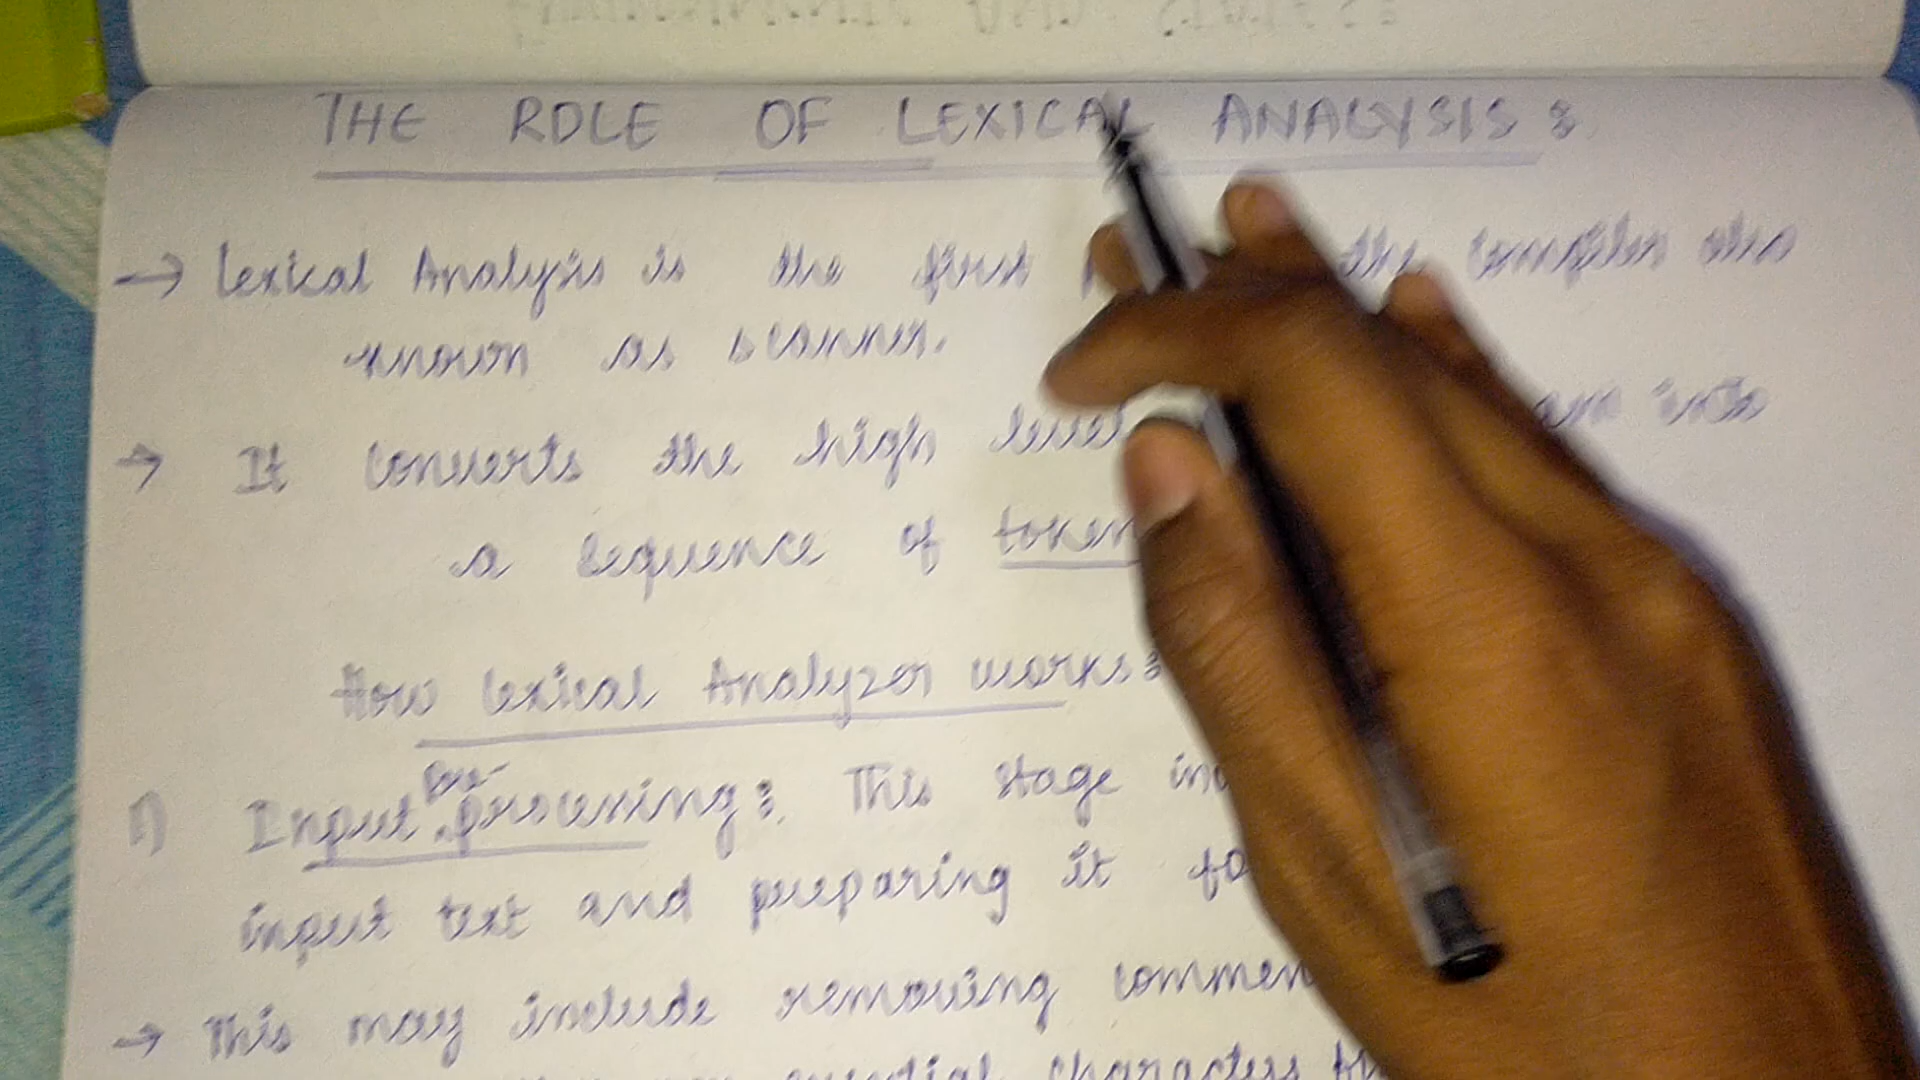 THE ROLE OF LEXICAL ANALYSIS :
→ Lexical Analysis is the first the compiler also
known as scanner.
→ It converts the high level into
a sequence of token
How Lexical Analyzer works :
1) Input Pre-processing : This stage
input text and preparing it
→ This may include removing commen
characters